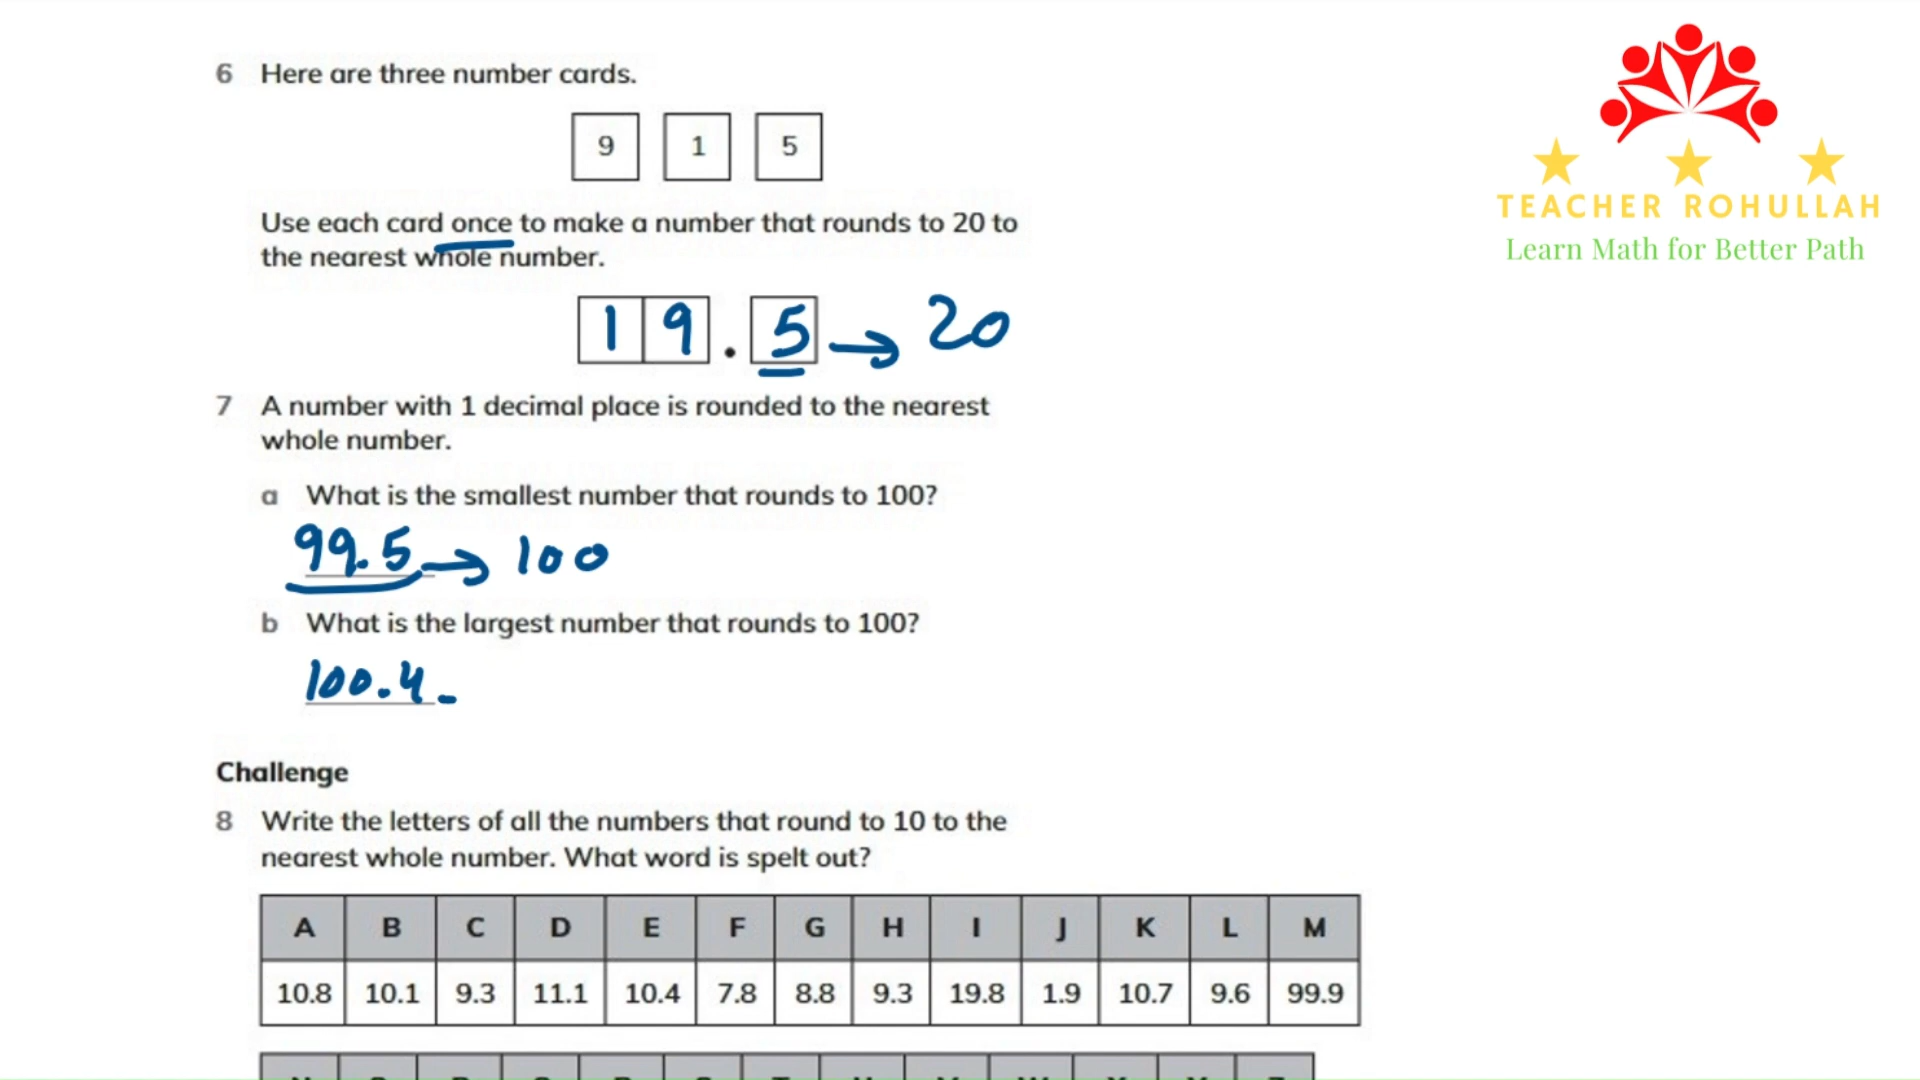 6 Here are three number cards.
9 1 5
Use each card once to make a number that rounds to 20 to
the nearest whole number.
19.5 → 20
7 A number with 1 decimal place is rounded to the nearest
whole number.
a What is the smallest number that rounds to 100?
99.5 → 100
b What is the largest number that rounds to 100?
100.4
Challenge
8 Write the letters of all the numbers that round to 10 to the
nearest whole number. What word is spelt out?
A B C D E F G H I J K L M
10.8 10.1 9.3 11.1 10.4 7.8 8.8 9.3 19.8 1.9 10.7 9.6 99.9
TEACHER ROHULLAH
Learn Math for Better Path